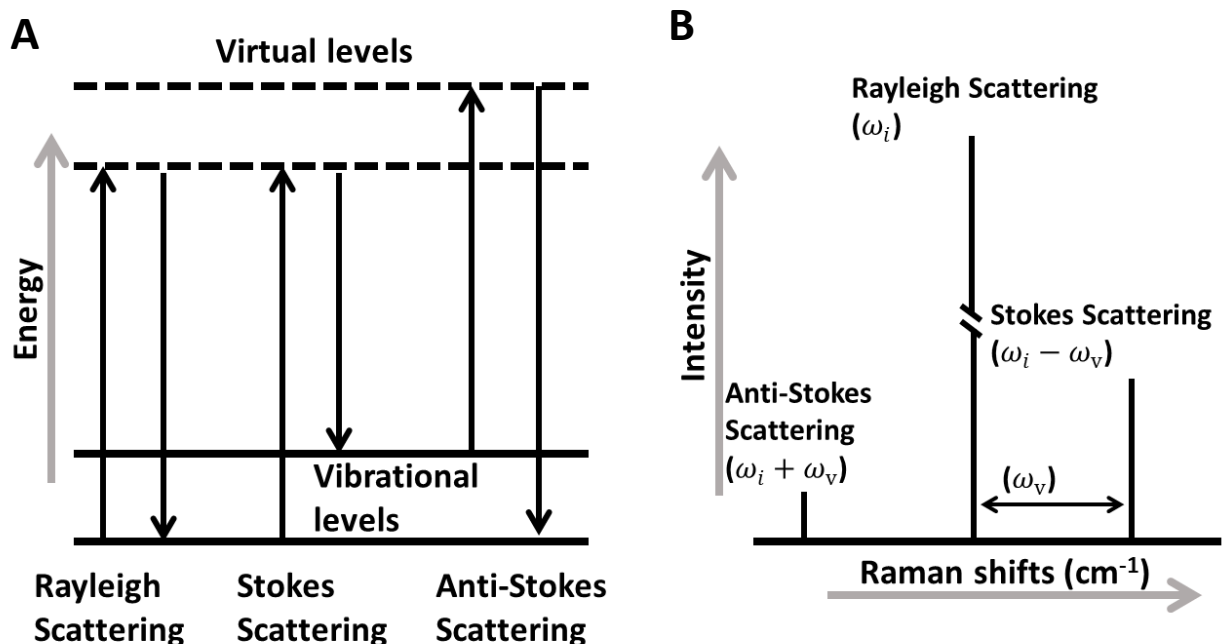 A
Virtual levels
Energy
Vibrational
levels
Rayleigh
Scattering
Stokes
Scattering
Anti-Stokes
Scattering
B
Rayleigh Scattering
(ωᵢ)
Intensity
Stokes Scattering
(ωᵢ − ωᵥ)
Anti-Stokes
Scattering
(ωᵢ + ωᵥ)
(ωᵥ)
Raman shifts (cm⁻¹)